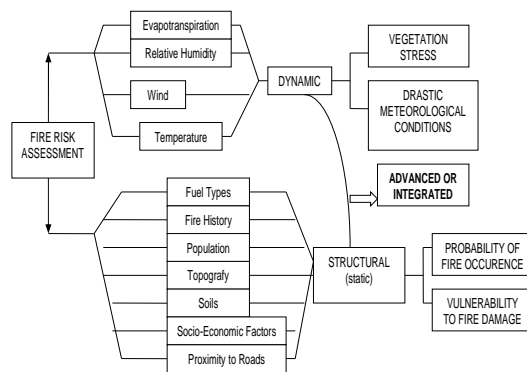 Evapotranspiration
Relative Humidity
Wind
Temperature
DYNAMIC
VEGETATION
STRESS
DRASTIC
METEOROLOGICAL
CONDITIONS
FIRE RISK
ASSESSMENT
ADVANCED OR
INTEGRATED
Fuel Types
Fire History
Population
Topografy
Soils
Socio-Economic Factors
Proximity to Roads
STRUCTURAL
(static)
PROBABILITY OF
FIRE OCCURENCE
VULNERABILITY
TO FIRE DAMAGE